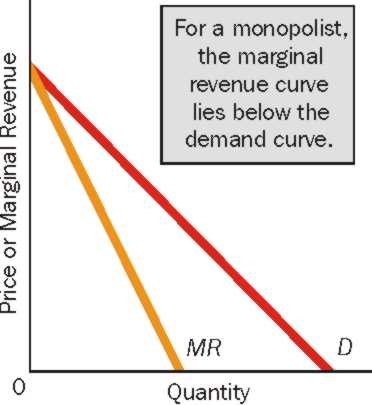 For a monopolist,
the marginal
revenue curve
lies below the
demand curve.
Price or Marginal Revenue
MR
D
0
Quantity